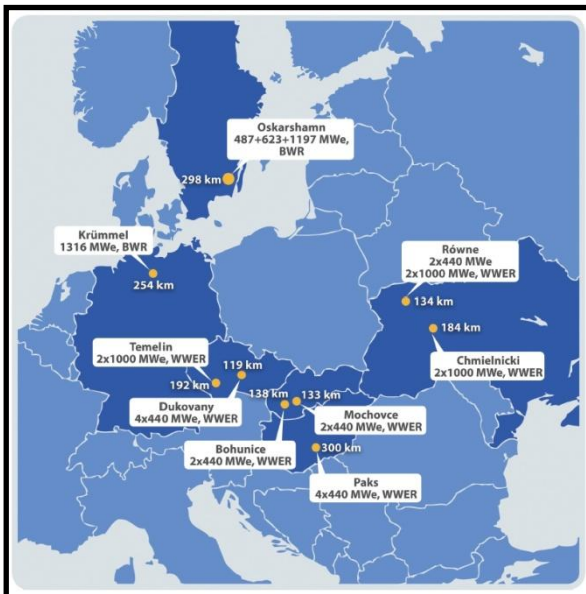 Oskarshamn
487+623+1197 MWe,
BWR
298 km
Krümmel
1316 MWe, BWR
254 km
Równe
2x440 MWe
2x1000 MWe, WWER
134 km
184 km
Chmielnicki
2x1000 MWe, WWER
Temelin
2x1000 MWe, WWER
119 km
192 km
Dukovany
4x440 MWe, WWER
138 km
133 km
Mochovce
2x440 MWe, WWER
Bohunice
2x440 MWe, WWER
300 km
Paks
4x440 MWe, WWER